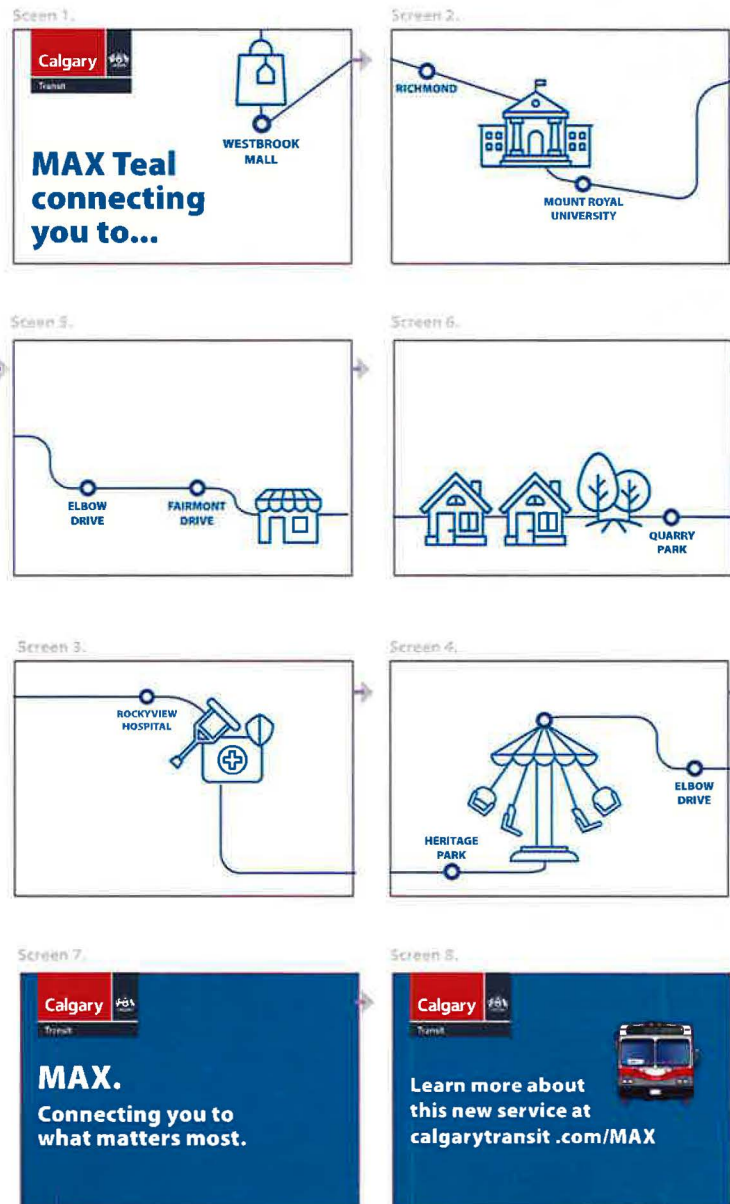 Sceen 1.
Calgary
Transit
WESTBROOK
MALL
MAX Teal
connecting
you to...
Screen 2.
RICHMOND
MOUNT ROYAL
UNIVERSITY
Sceen 5.
ELBOW
DRIVE
FAIRMONT
DRIVE
Screen 6.
QUARRY
PARK
Screen 3.
ROCKYVIEW
HOSPITAL
Screen 4.
HERITAGE
PARK
ELBOW
DRIVE
Screen 7.
Calgary
Transit
MAX.
Connecting you to
what matters most.
Screen 8.
Calgary
Transit
Learn more about
this new service at
calgarytransit .com/MAX